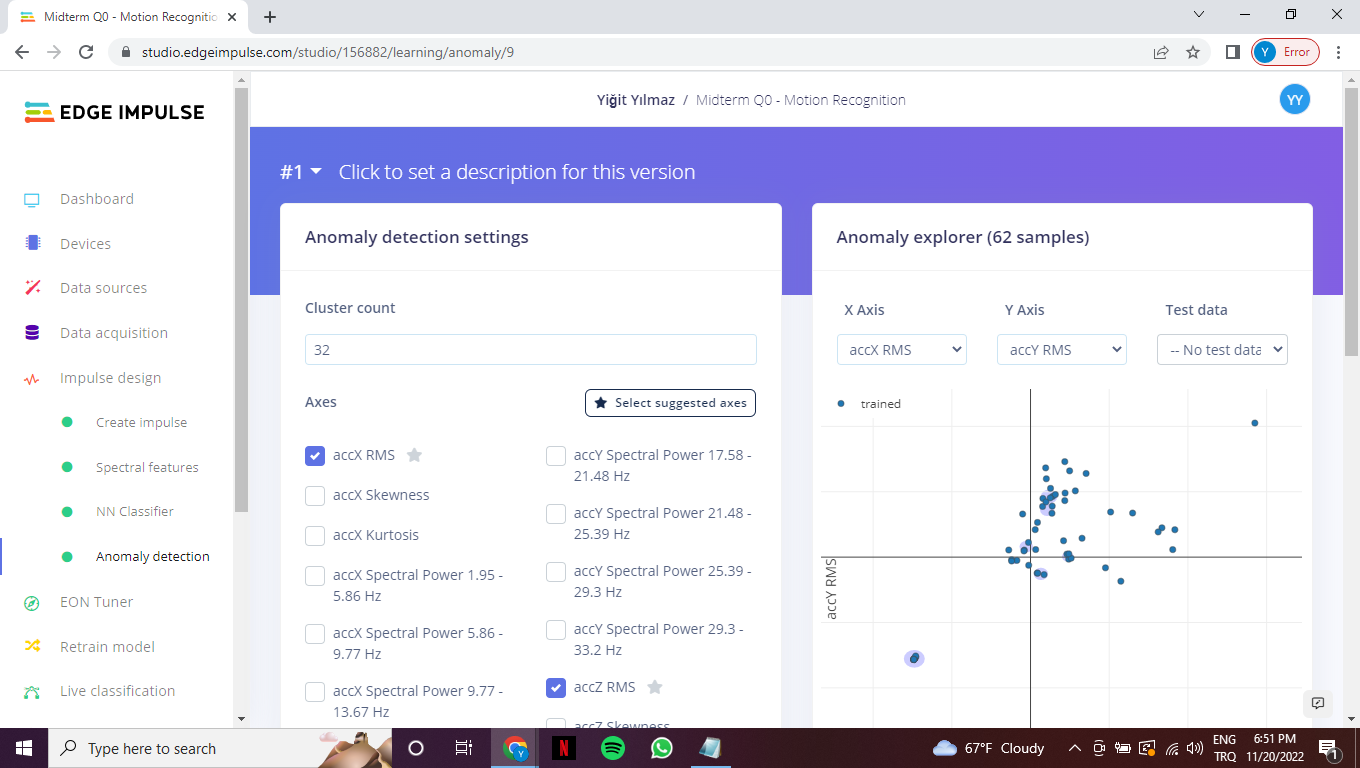 Midterm Q0 - Motion Recognitio
studio.edgeimpulse.com/studio/156882/learning/anomaly/9
Y
Error
EDGE IMPULSE
Dashboard
Devices
Data sources
Data acquisition
Impulse design
Create impulse
Spectral features
NN Classifier
Anomaly detection
EON Tuner
Retrain model
Live classification
Yiğit Yılmaz / Midterm Q0 - Motion Recognition
YY
#1 Click to set a description for this version
Anomaly detection settings
Cluster count
32
Axes
Select suggested axes
accX RMS
accX Skewness
accX Kurtosis
accX Spectral Power 1.95 -
5.86 Hz
accX Spectral Power 5.86 -
9.77 Hz
accX Spectral Power 9.77 -
13.67 Hz
accY Spectral Power 17.58 -
21.48 Hz
accY Spectral Power 21.48 -
25.39 Hz
accY Spectral Power 25.39 -
29.3 Hz
accY Spectral Power 29.3 -
33.2 Hz
accZ RMS
accZ Skewness
Anomaly explorer (62 samples)
X Axis
Y Axis
Test data
accX RMS
accY RMS
-- No test data
trained
accY RMS
Type here to search
Y
N
67°F Cloudy
ENG
TRQ
6:51 PM
11/20/2022
1